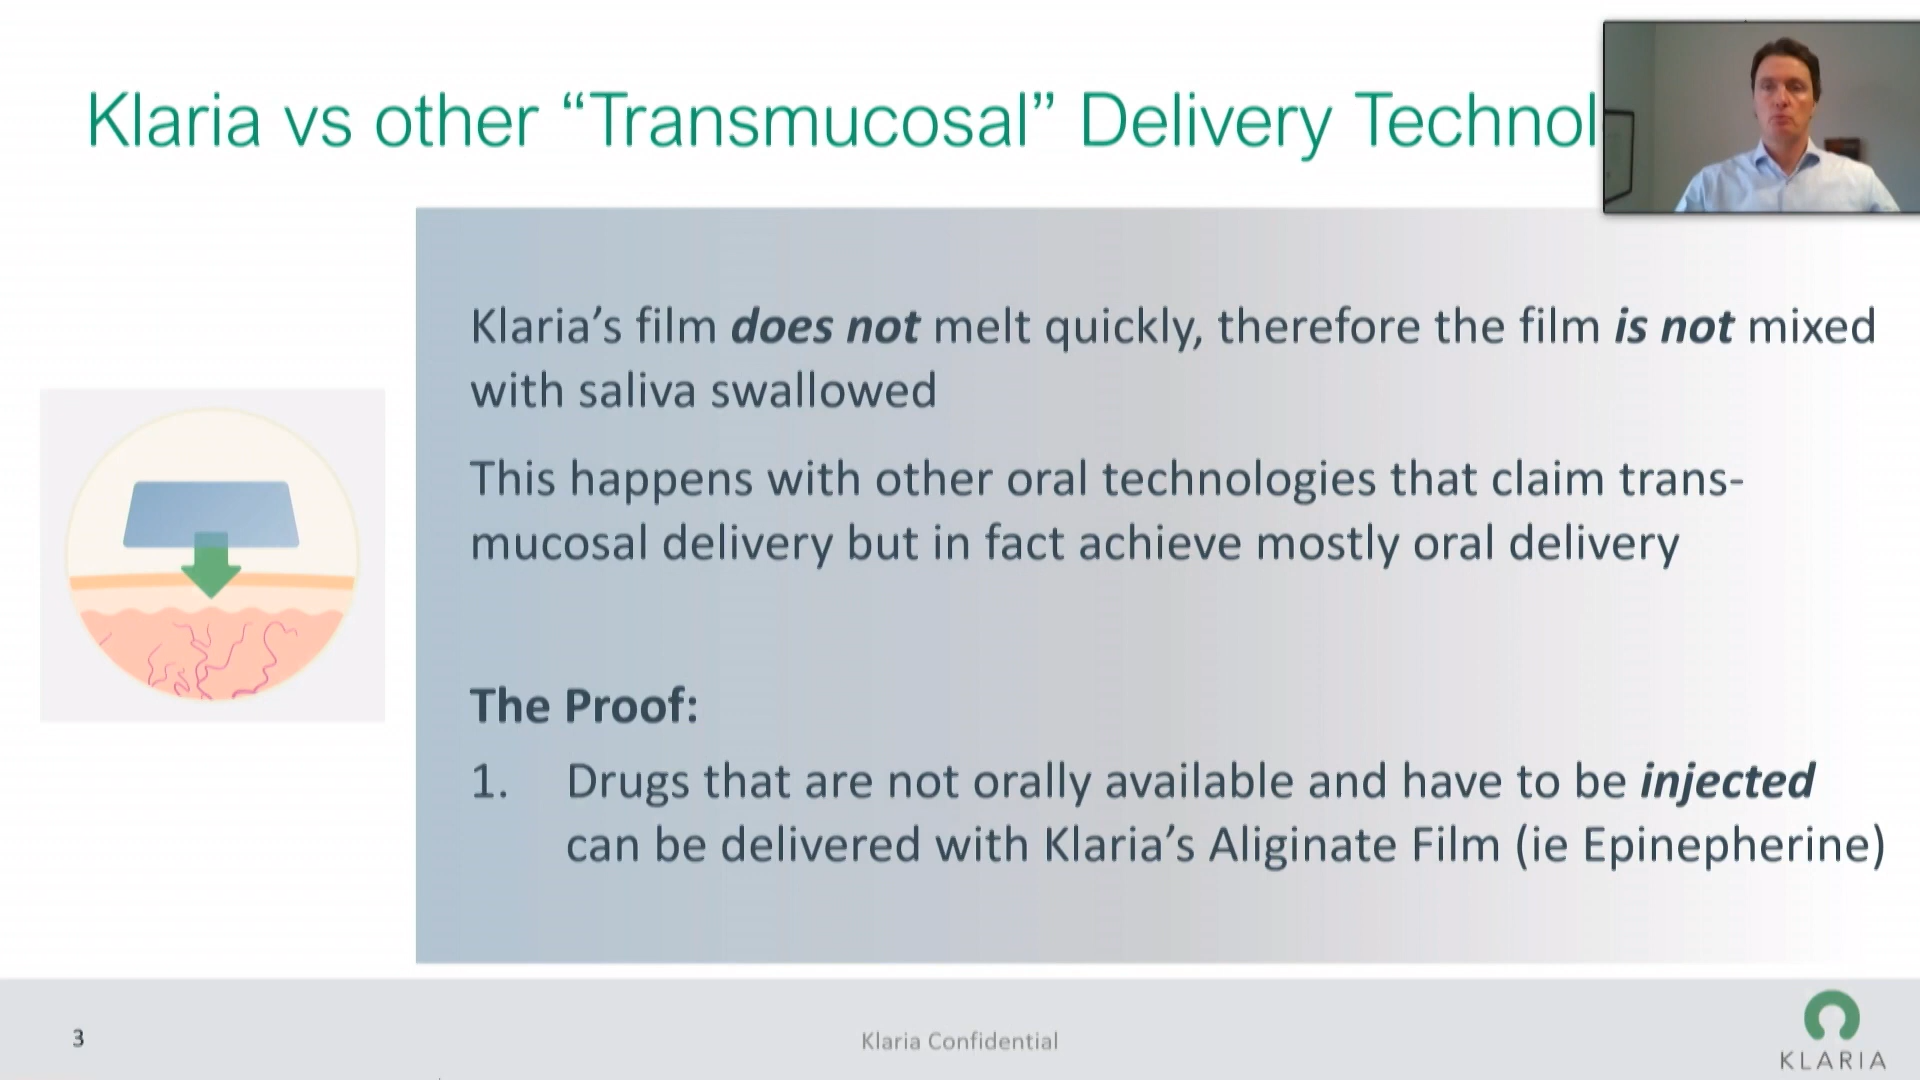 Klaria vs other “Transmucosal” Delivery Technol
Klaria’s film does not melt quickly, therefore the film is not mixed
with saliva swallowed
This happens with other oral technologies that claim trans-
mucosal delivery but in fact achieve mostly oral delivery
The Proof:
1. Drugs that are not orally available and have to be injected
can be delivered with Klaria’s Aliginate Film (ie Epinepherine)
3
Klaria Confidential
KLARIA